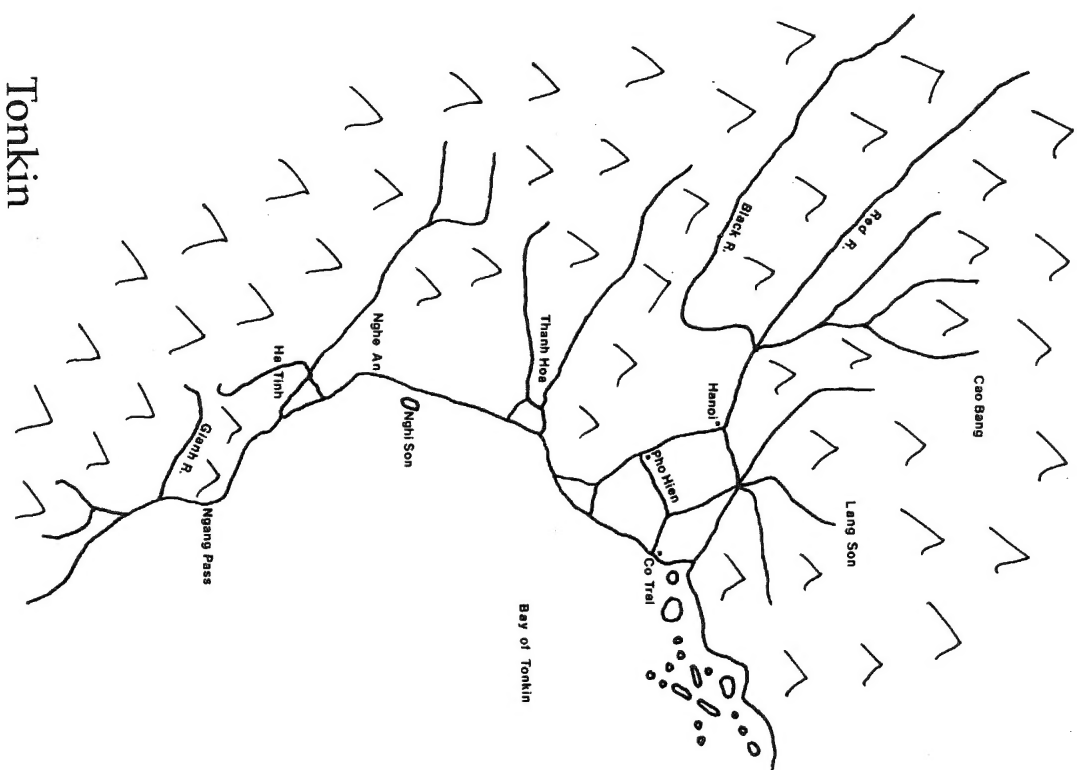 Tonkin
Cao Bang
Red R.
Lang Son
Black R.
Hanoi
Pho Hien
Co Trai
Thanh Hoa
Bay of Tonkin
Nghi Son
Nghe An
Ha Tinh
Ngang Pass
Gianh R.